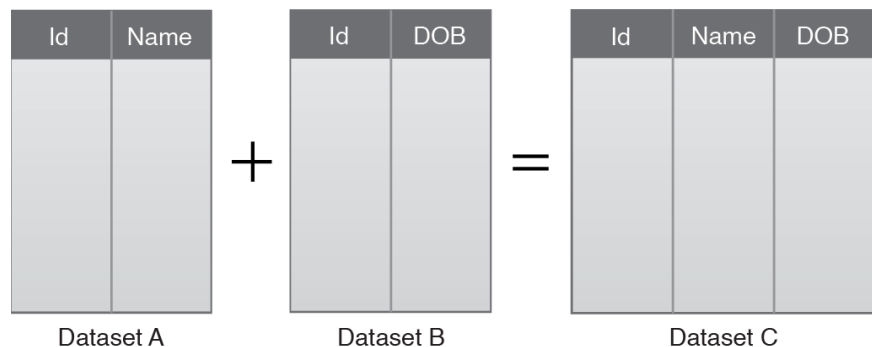 Id Name + Id DOB = Id Name DOB
Dataset A Dataset B Dataset C